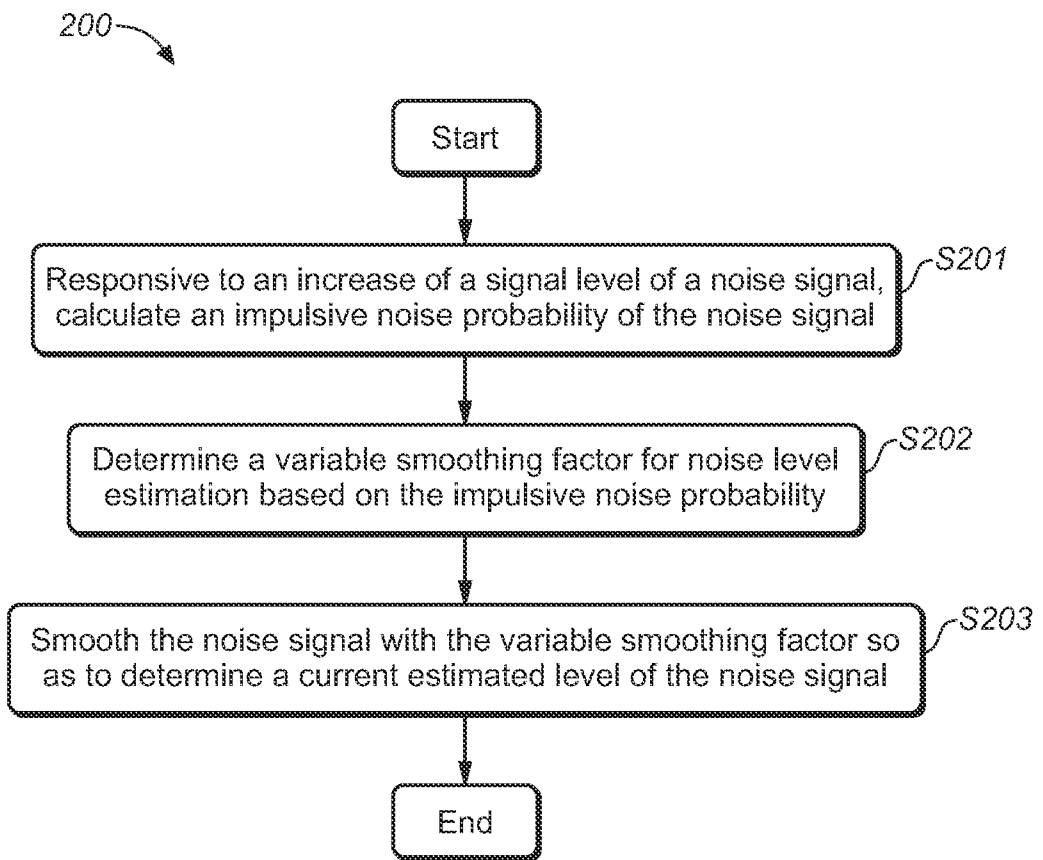 200
Start
Responsive to an increase of a signal level of a noise signal,
calculate an impulsive noise probability of the noise signal
S201
Determine a variable smoothing factor for noise level
estimation based on the impulsive noise probability
S202
Smooth the noise signal with the variable smoothing factor so
as to determine a current estimated level of the noise signal
S203
End